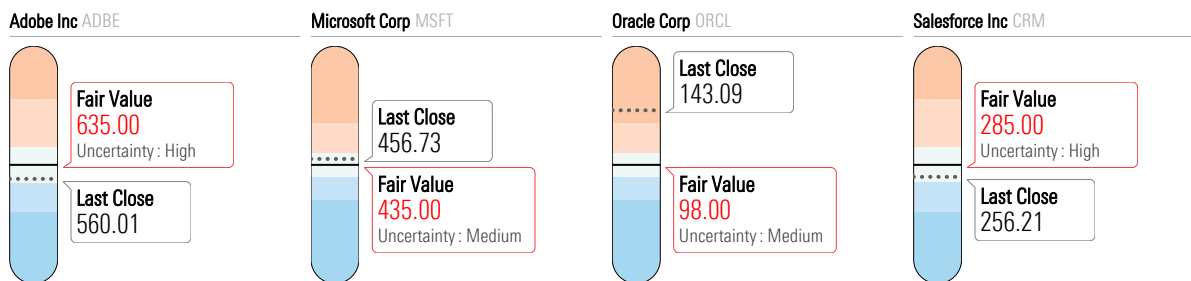 Adobe Inc ADBE
Fair Value
635.00
Uncertainty : High
Last Close
560.01
Microsoft Corp MSFT
Last Close
456.73
Fair Value
435.00
Uncertainty : Medium
Oracle Corp ORCL
Last Close
143.09
Fair Value
98.00
Uncertainty : Medium
Salesforce Inc CRM
Fair Value
285.00
Uncertainty : High
Last Close
256.21